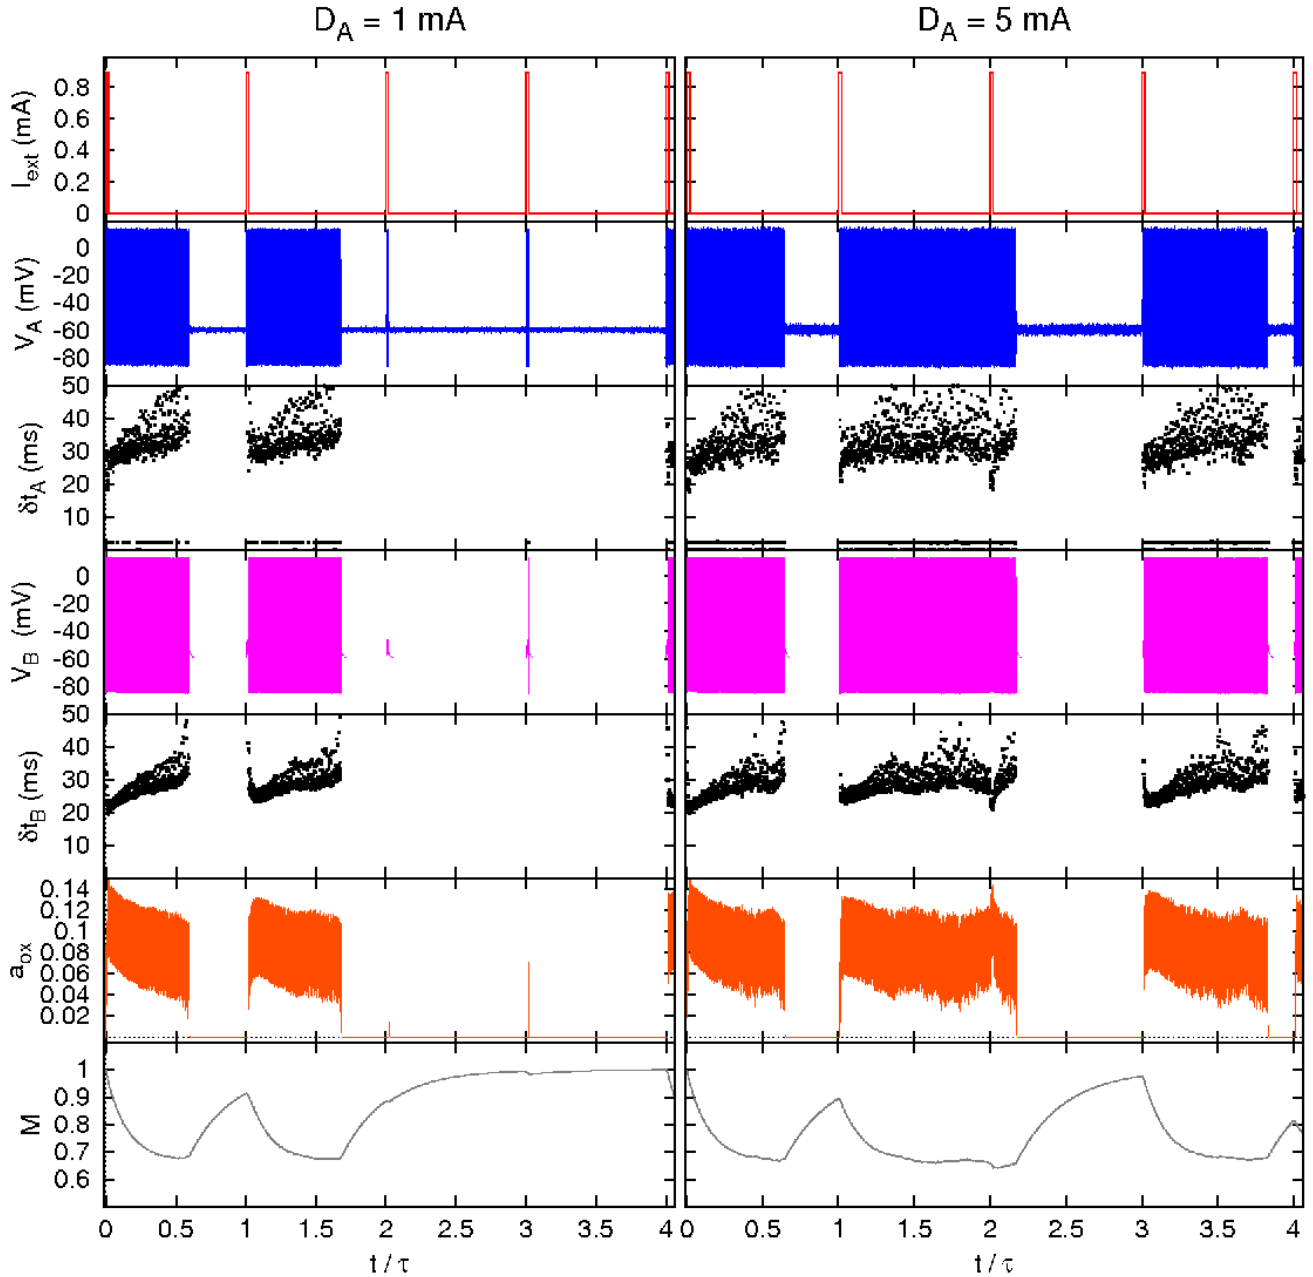 D_A = 1 mA
D_A = 5 mA
I_ext (mA)
0.8
0.6
0.4
0.2
0
V_A (mV)
0
-20
-40
-60
-80
δt_A (ms)
50
40
30
20
10
V_B (mV)
0
-20
-40
-60
-80
δt_B (ms)
50
40
30
20
10
a_ox
0.14
0.12
0.1
0.08
0.06
0.04
0.02
M
1
0.9
0.8
0.7
0.6
0 0.5 1 1.5 2 2.5 3 3.5 4
0.5 1 1.5 2 2.5 3 3.5 4
t / τ
t / τ